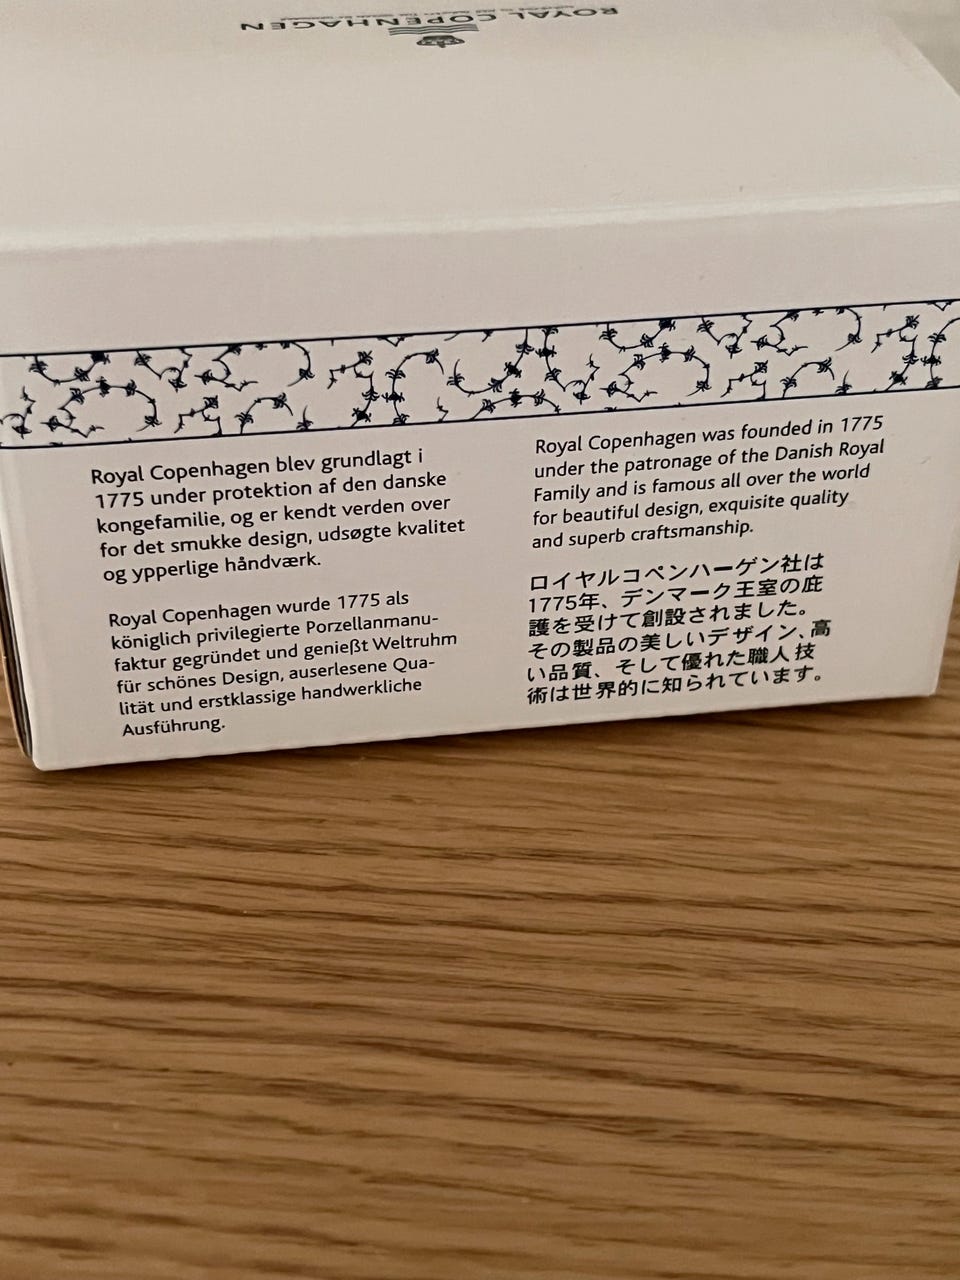 ROYAL COPENHAGEN
Royal Copenhagen blev grundlagt i
1775 under protektion af den danske
kongefamilie, og er kendt verden over
for det smukke design, udsøgte kvalitet
og ypperlige håndværk.
Royal Copenhagen wurde 1775 als
königlich privilegierte Porzellanmanu-
faktur gegründet und genießt Weltruhm
für schönes Design, auserlesene Qua-
lität und erstklassige handwerkliche
Ausführung.
Royal Copenhagen was founded in 1775
under the patronage of the Danish Royal
Family and is famous all over the world
for beautiful design, exquisite quality
and superb craftsmanship.
ロイヤルコペンハーゲン社は
1775年、デンマーク王室の庇
護を受けて創設されました。
その製品の美しいデザイン、高
い品質、そして優れた職人技
術は世界的に知られています。